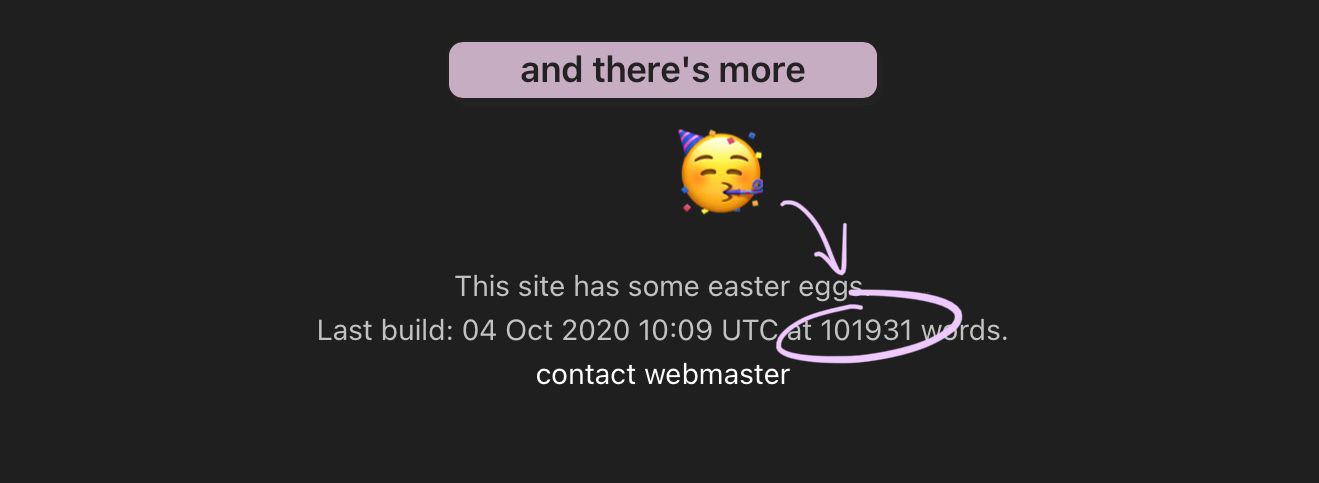 and there's more
This site has some easter eggs.
Last build: 04 Oct 2020 10:09 UTC at 101931 words.
contact webmaster